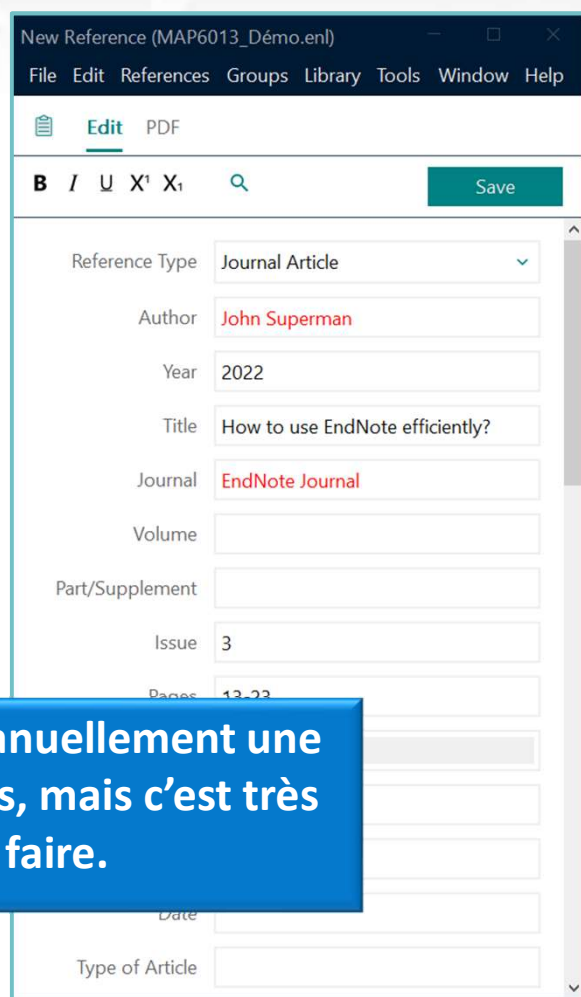 New Reference (MAP6013_Démo.enl)
File Edit References Groups Library Tools Window Help
Edit PDF
B I U X¹ X₁ Save
Reference Type Journal Article
Author John Superman
Year 2022
Title How to use EndNote efficiently?
Journal EndNote Journal
Volume
Part/Supplement
Issue 3
Pages 13-23
nuellement une
s, mais c’est très
faire.
Date
Type of Article